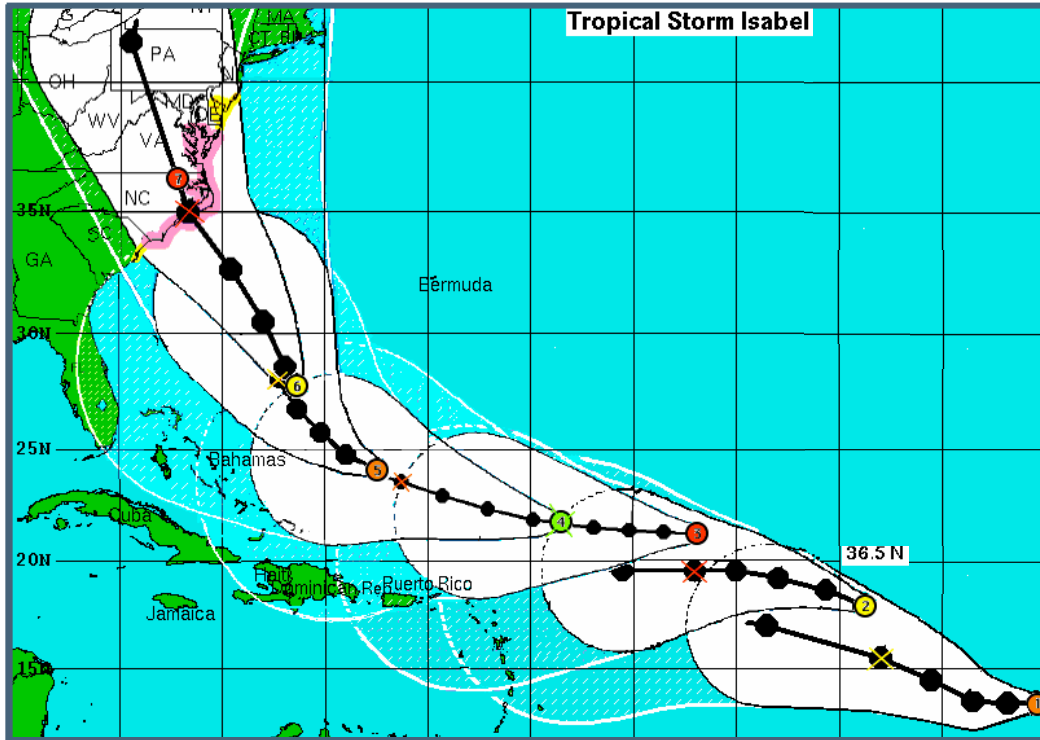 Tropical Storm Isabel
NY
MA
CT RI
PA
OH
N
MD
DE
WV
VA
7
NC
35N
SC
GA
Bermuda
30N
F
6
25N
Bahamas
5
Cuba
4
3
20N
36.5 N
Haiti
Dominican Rep
Puerto Rico
Jamaica
2
15N
1